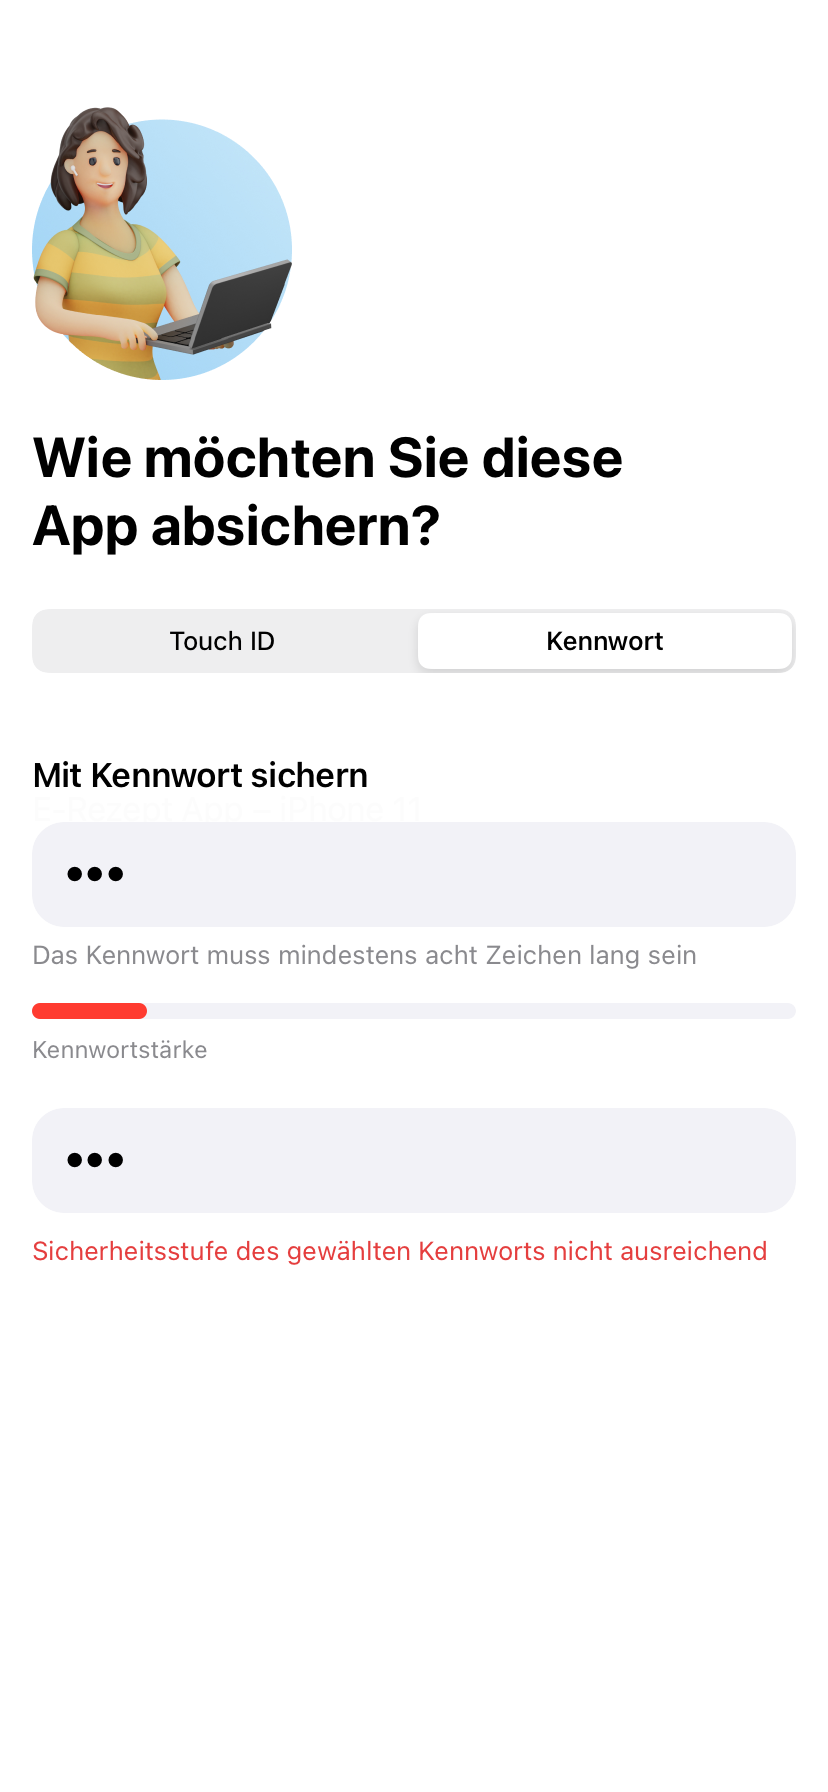 Wie möchten Sie diese
App absichern?
Touch ID
Kennwort
Mit Kennwort sichern
E-Rezept App – iPhone 11
•••
Das Kennwort muss mindestens acht Zeichen lang sein
Kennwortstärke
•••
Sicherheitsstufe des gewählten Kennworts nicht ausreichend